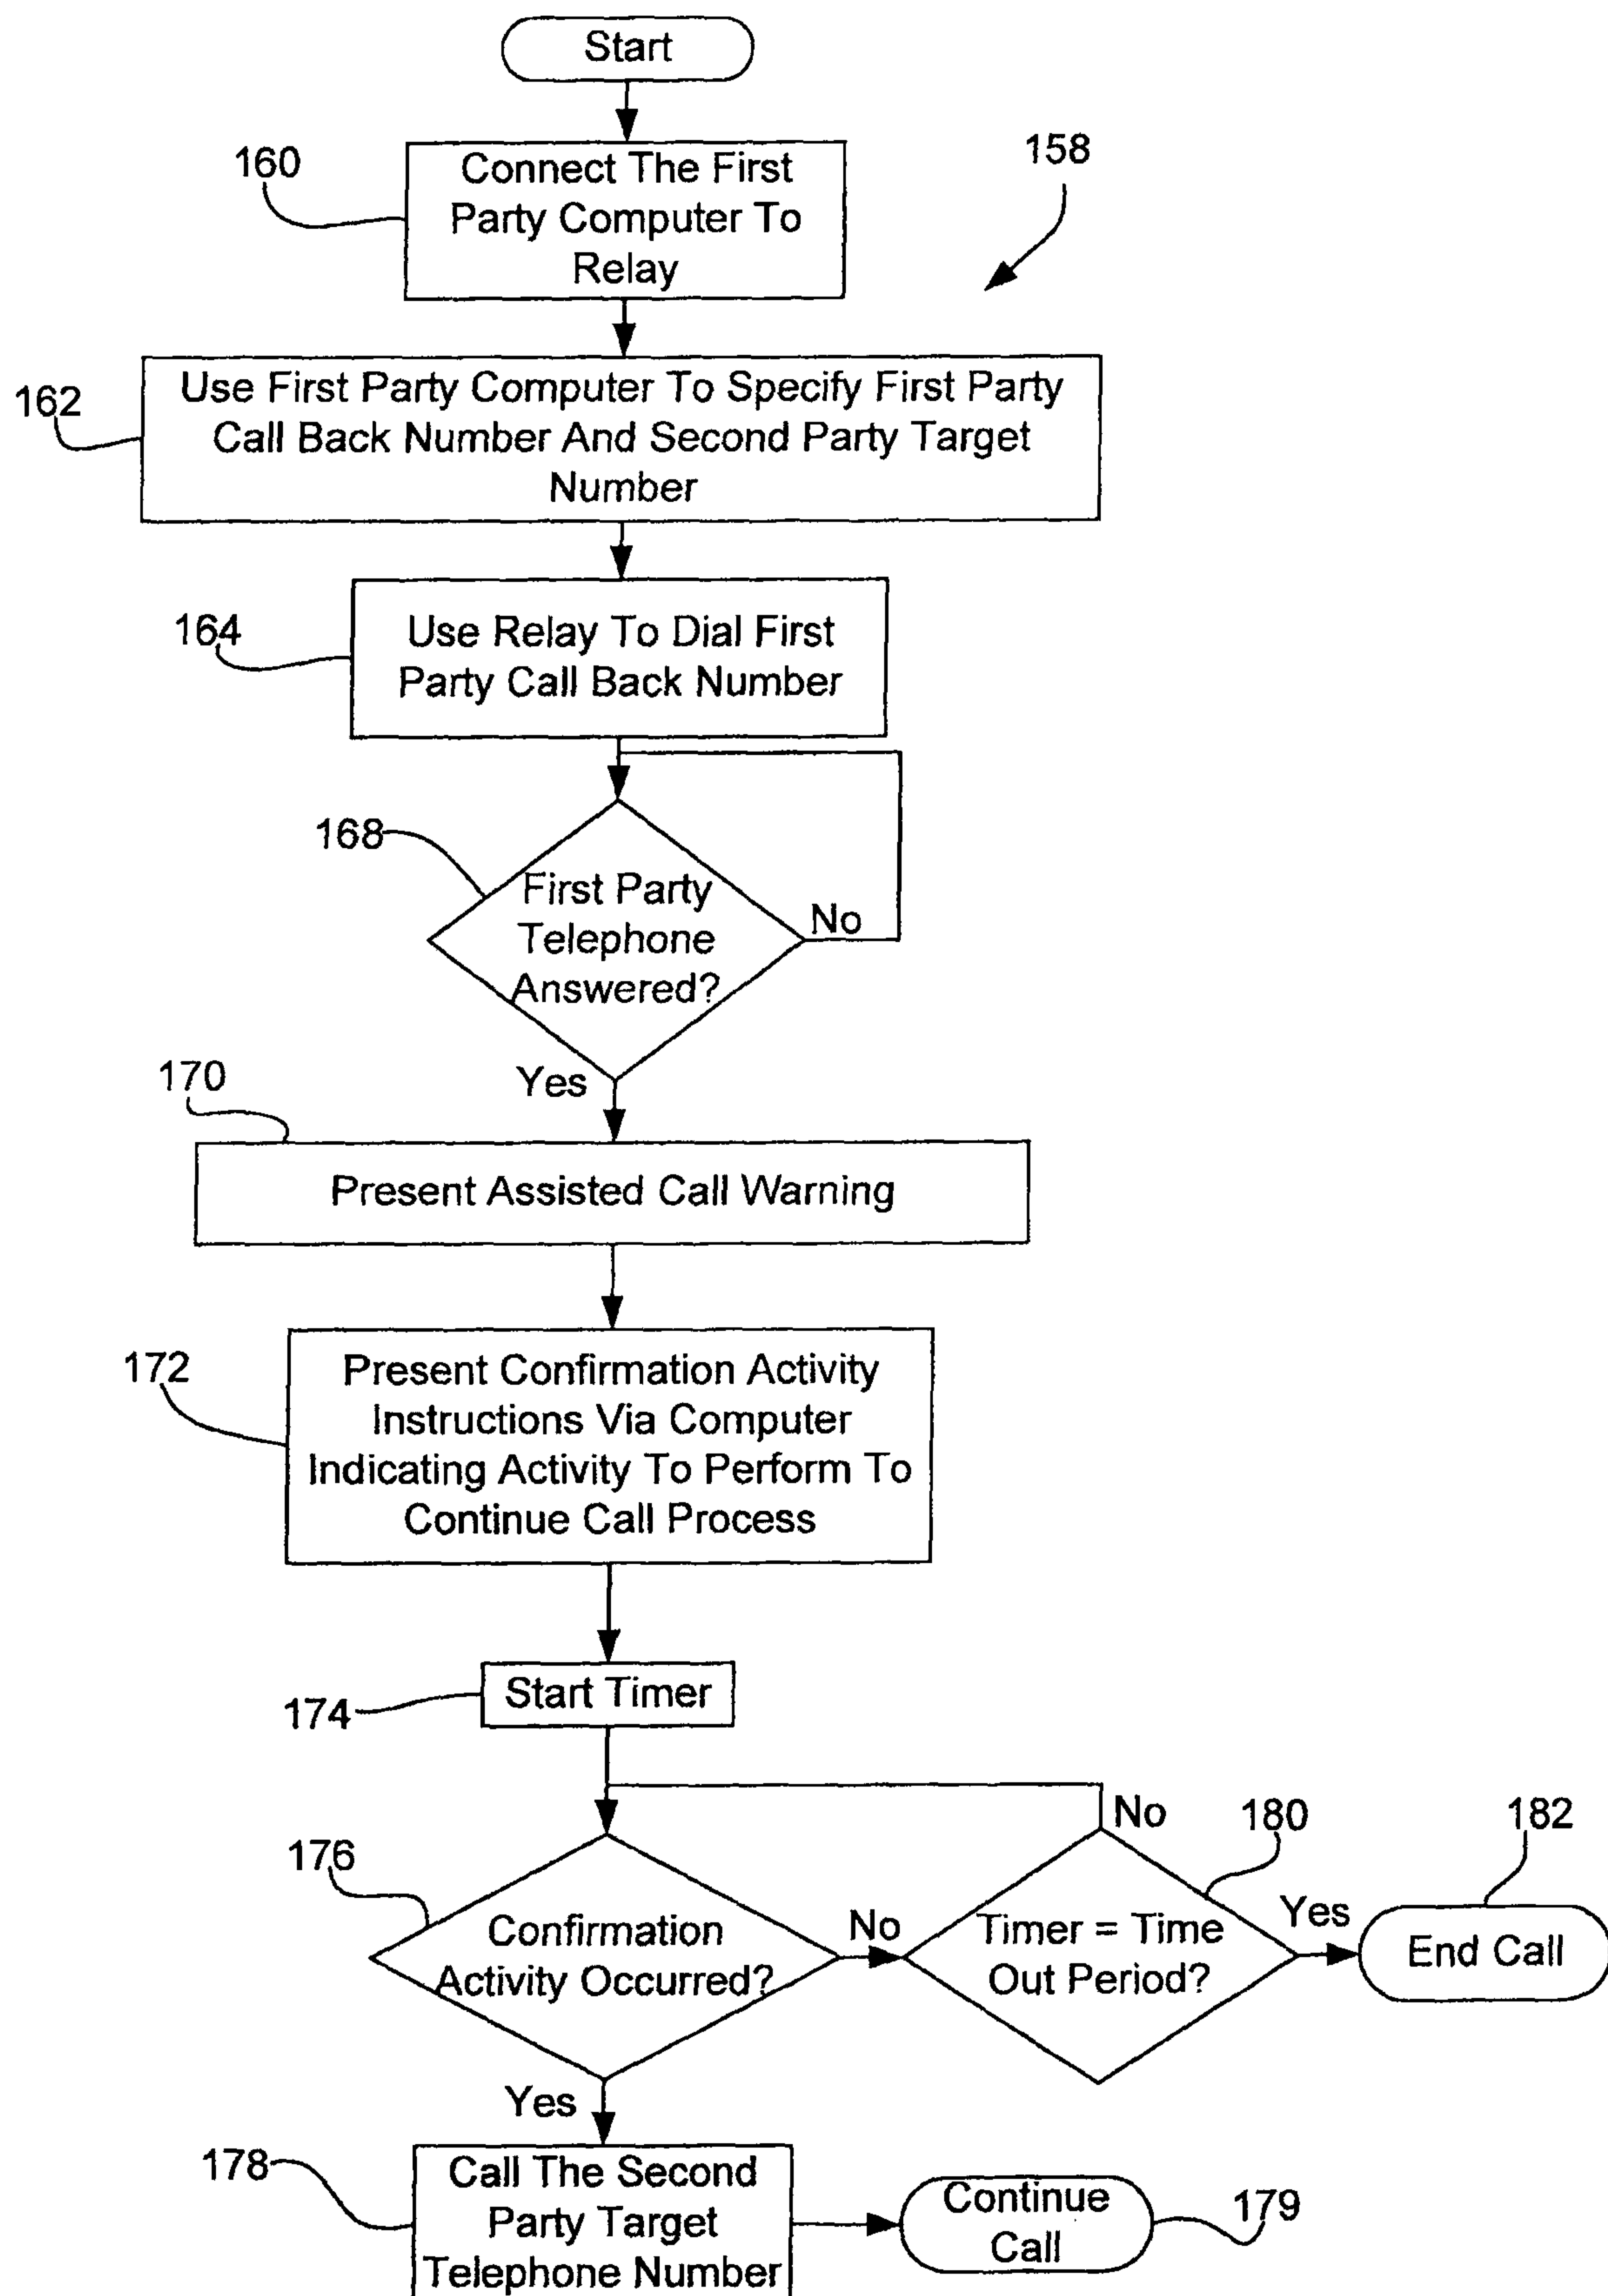 Start
160
Connect The First
Party Computer To
Relay
158
162
Use First Party Computer To Specify First Party
Call Back Number And Second Party Target
Number
164
Use Relay To Dial First
Party Call Back Number
168
First Party
Telephone
Answered?
No
Yes
170
Present Assisted Call Warning
172
Present Confirmation Activity
Instructions Via Computer
Indicating Activity To Perform To
Continue Call Process
174
Start Timer
176
Confirmation
Activity Occurred?
No
Timer = Time
Out Period?
No
180
Yes
182
End Call
Yes
178
Call The Second
Party Target
Telephone Number
Continue
Call
179